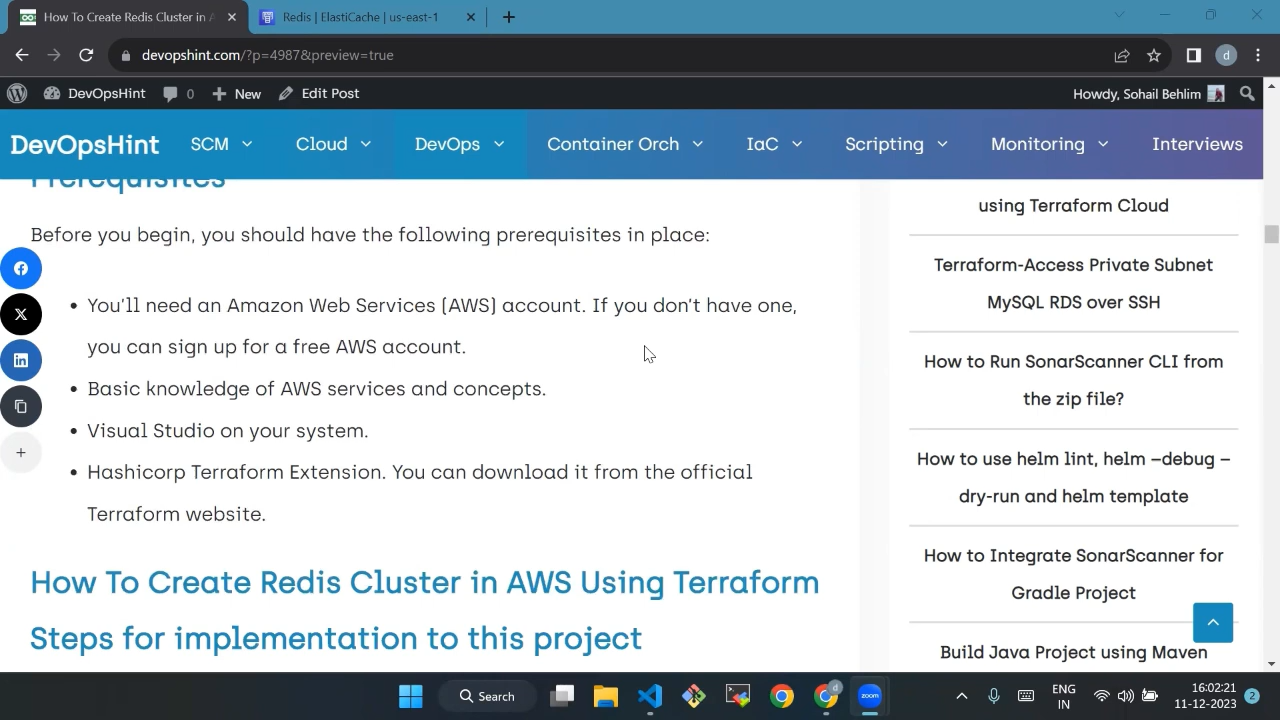 How To Create Redis Cluster in A
Redis | ElastiCache | us-east-1
devopshint.com/?p=4987&preview=true
d
DevOpsHint
0
New
Edit Post
Howdy, Sohail Behlim
DevOpsHint
SCM
Cloud
DevOps
Container Orch
IaC
Scripting
Monitoring
Interviews
Prerequisites
Before you begin, you should have the following prerequisites in place:
• You’ll need an Amazon Web Services (AWS) account. If you don’t have one,
you can sign up for a free AWS account.
• Basic knowledge of AWS services and concepts.
• Visual Studio on your system.
• Hashicorp Terraform Extension. You can download it from the official
Terraform website.
How To Create Redis Cluster in AWS Using Terraform
Steps for implementation to this project
using Terraform Cloud
Terraform-Access Private Subnet
MySQL RDS over SSH
How to Run SonarScanner CLI from
the zip file?
How to use helm lint, helm –debug –
dry-run and helm template
How to Integrate SonarScanner for
Gradle Project
Build Java Project using Maven
Search
d
zoom
ENG
IN
16:02:21
11-12-2023
2